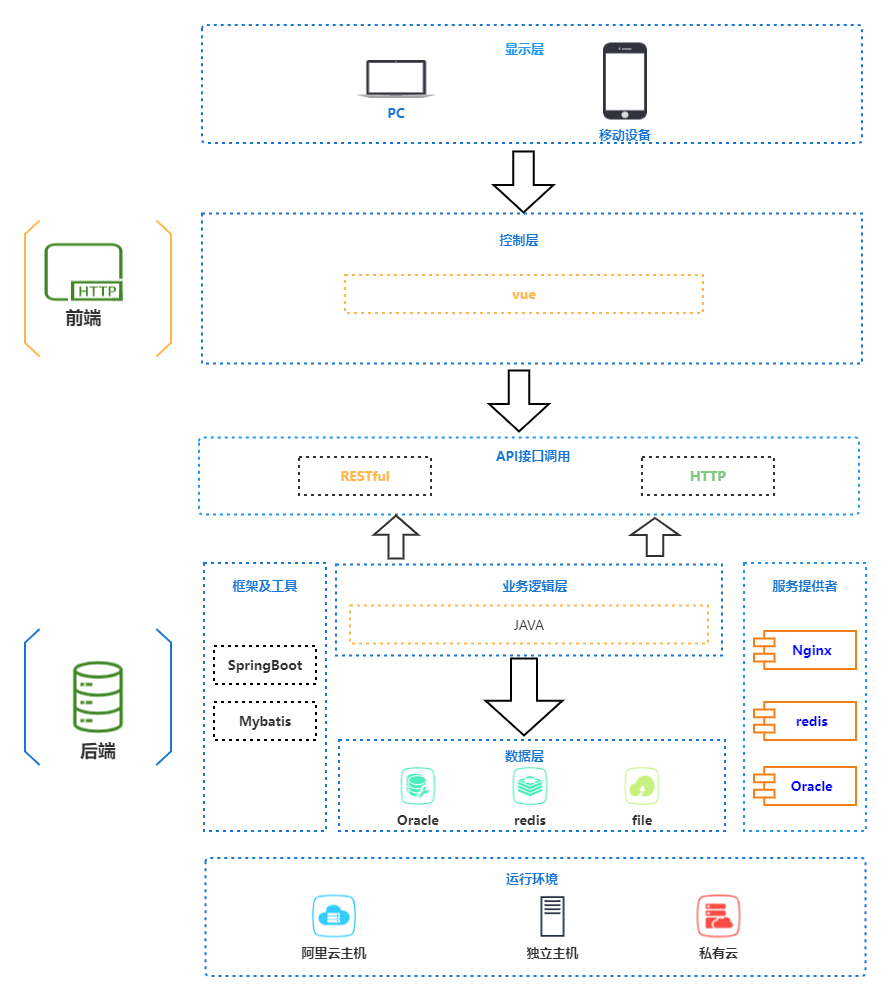 显示层
PC
移动设备
控制层
vue
HTTP
前端
API接口调用
RESTful
HTTP
框架及工具
SpringBoot
Mybatis
业务逻辑层
JAVA
服务提供者
Nginx
redis
Oracle
后端
数据层
Oracle
redis
file
运行环境
阿里云主机
独立主机
私有云